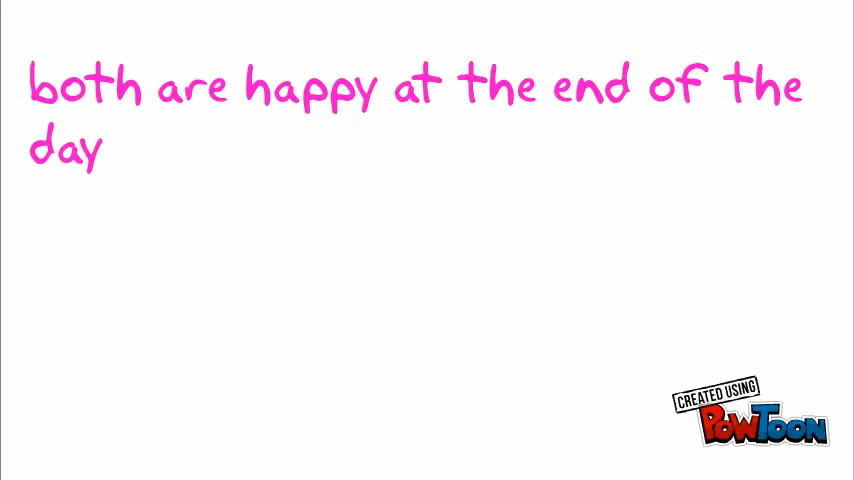 both are happy at the end of the
day
CREATED USING
POWTOON